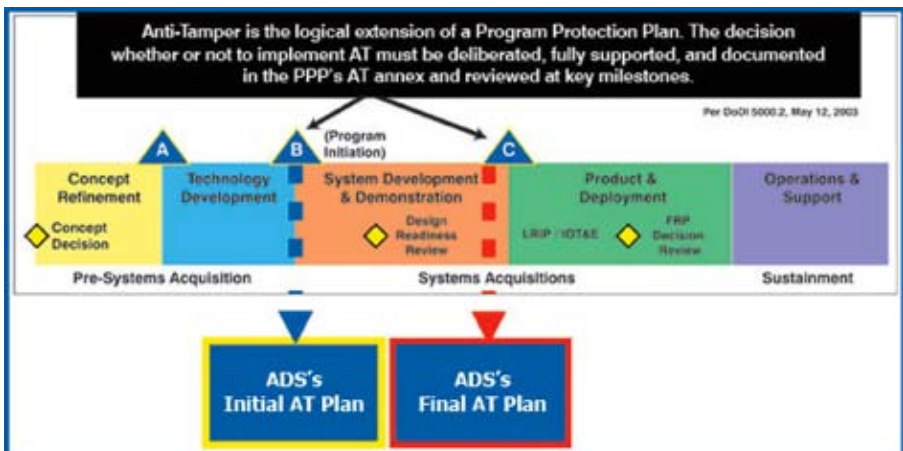 Anti-Tamper is the logical extension of a Program Protection Plan. The decision
whether or not to implement AT must be deliberated, fully supported, and documented
in the PPP's AT annex and reviewed at key milestones.
Per DoDI 5000.2, May 12, 2003
A
B
(Program
Initiation)
C
Concept
Refinement
Technology
Development
System Development
& Demonstration
Product &
Deployment
Operations &
Support
Concept
Decision
Design
Readiness
Review
LRIP / IOT&E
FRP
Decision
Review
Pre-Systems Acquisition
Systems Acquisitions
Sustainment
ADS's
Initial AT Plan
ADS's
Final AT Plan